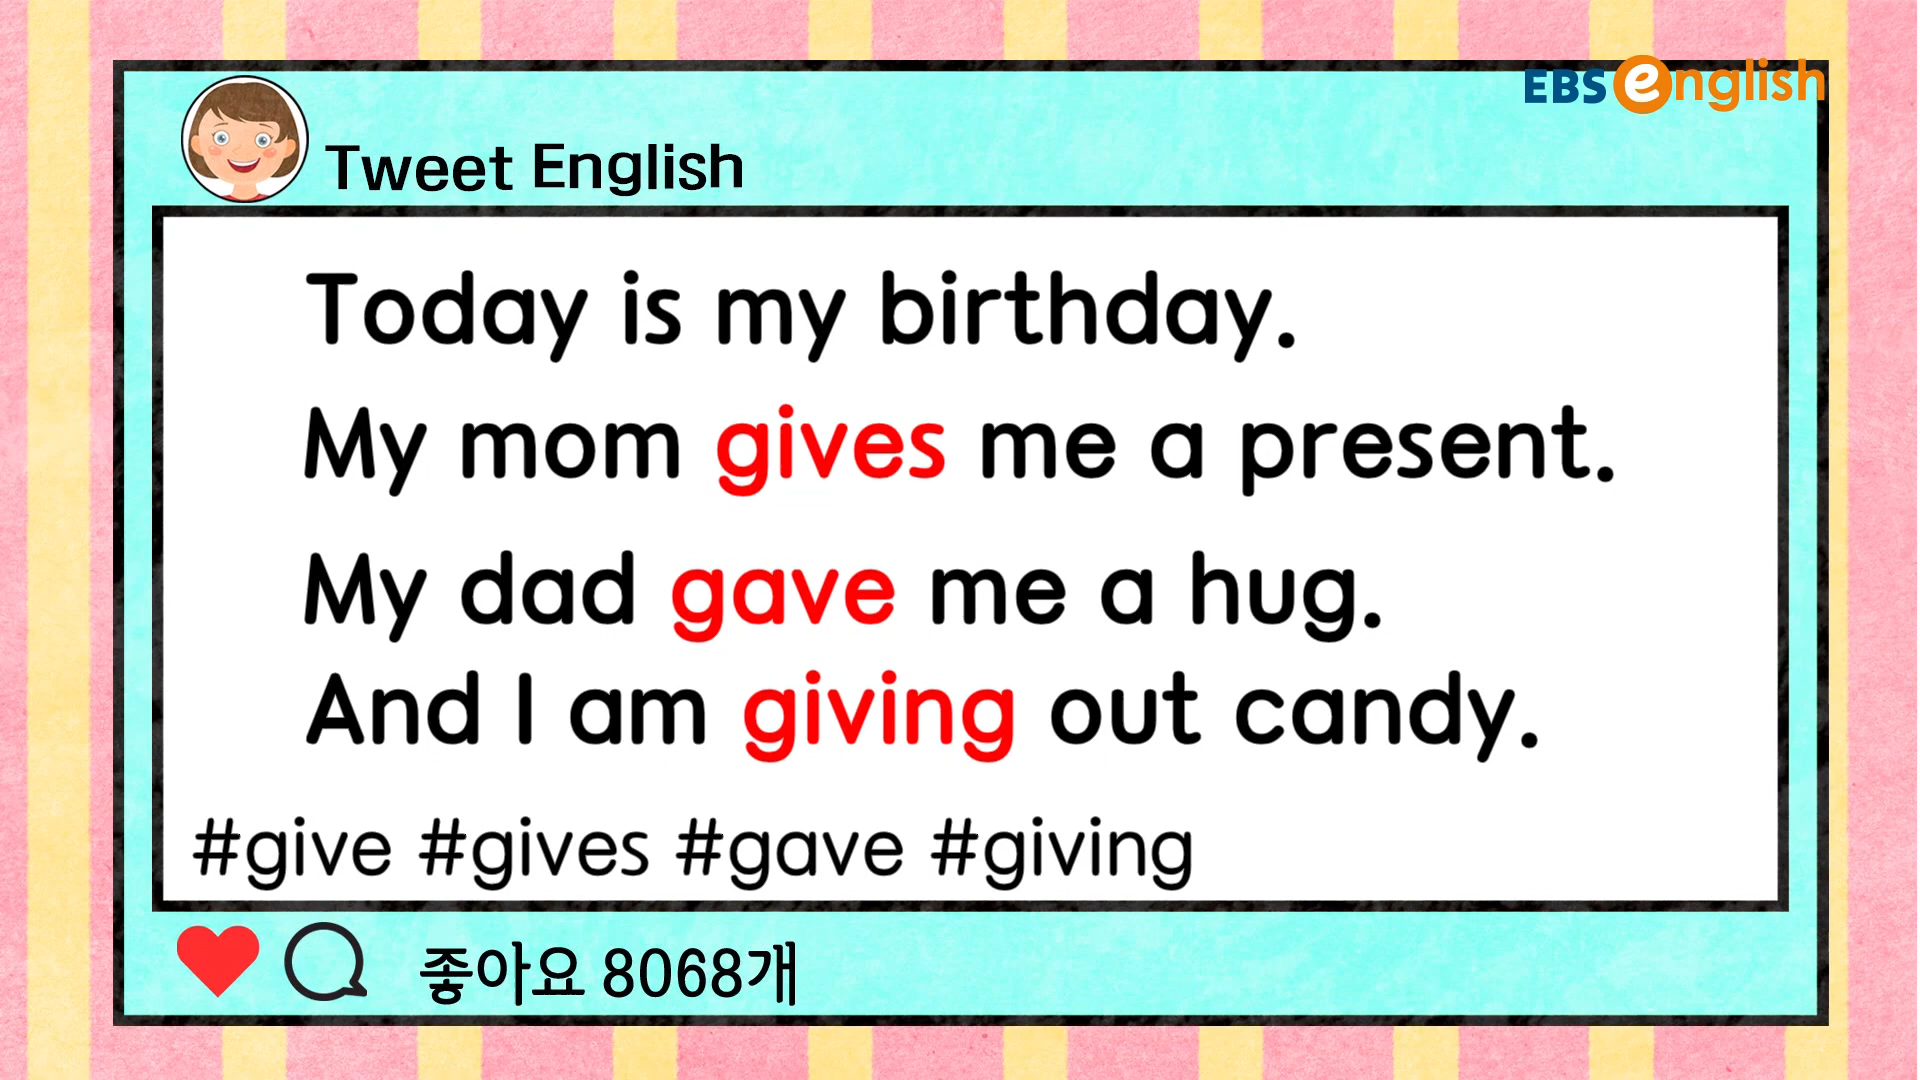 EBS english
Tweet English
Today is my birthday.
My mom gives me a present.
My dad gave me a hug.
And I am giving out candy.
#give #gives #gave #giving
좋아요 8068개